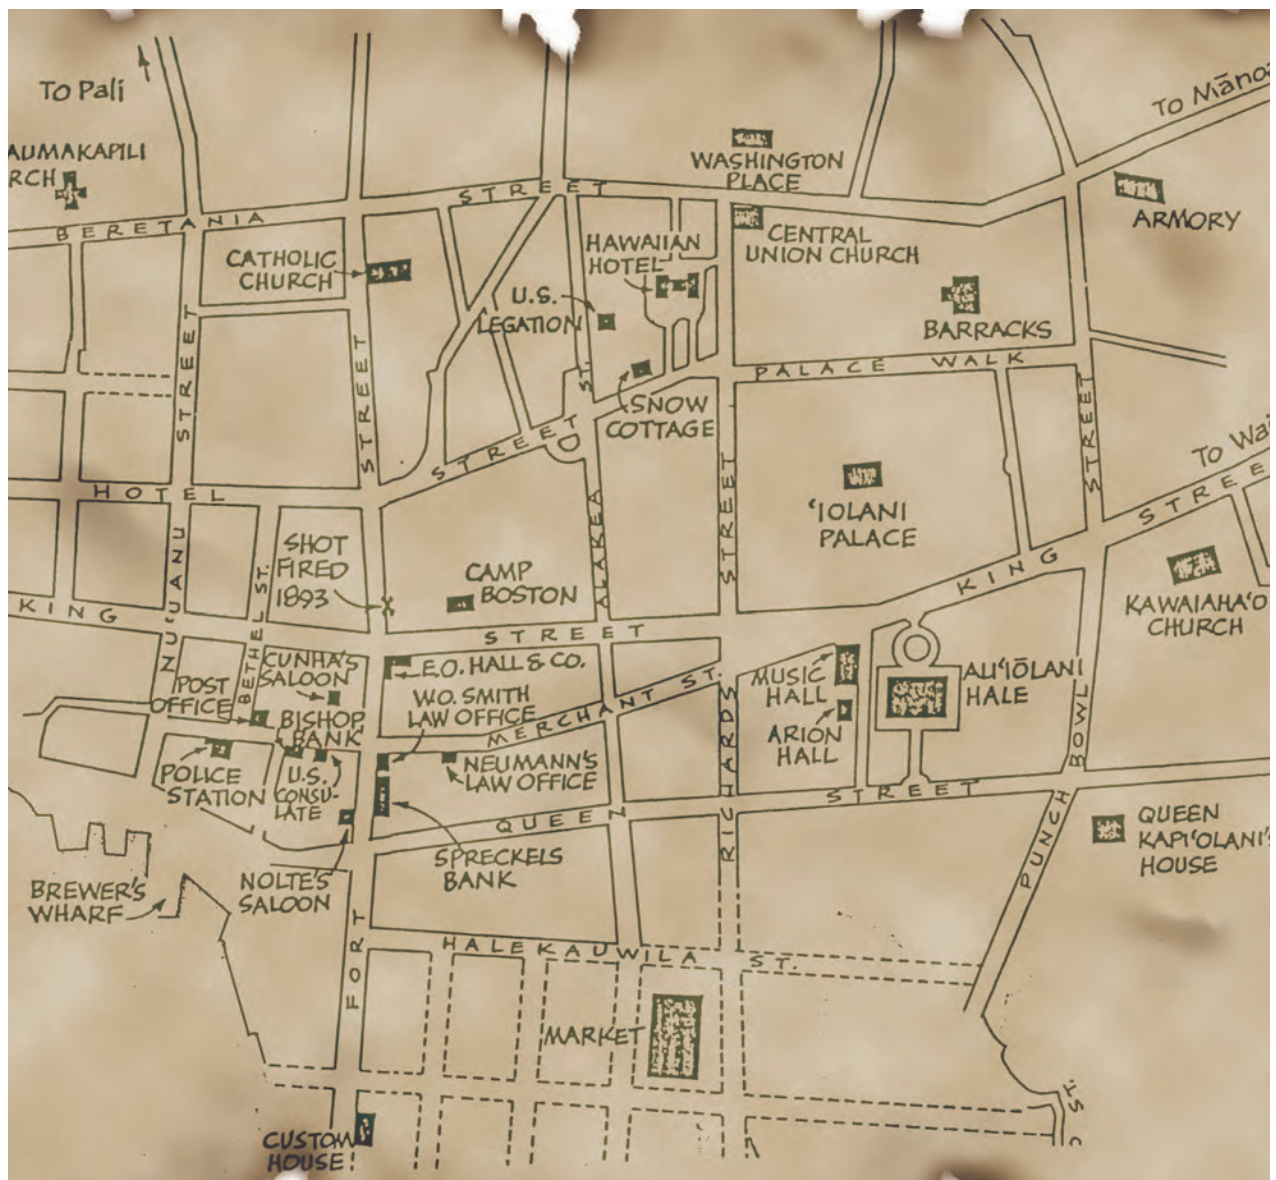 To Pali
To Mānoa
AUMAKAPILI
RCH
WASHINGTON
PLACE
ARMORY
BERETANIA STREET
CATHOLIC
CHURCH
HAWAIIAN
HOTEL
CENTRAL
UNION CHURCH
U.S.
LEGATION
BARRACKS
PALACE WALK
SNOW
COTTAGE
STREET
STREET
ST.
STREET
STREET
HOTEL STREET
'IOLANI
PALACE
To Wai
SHOT
FIRED
1893
CAMP
BOSTON
ALAKEA
NU'UANU
BETHEL ST.
KING STREET
KING STREE
KAWAIAHA'O
CHURCH
CUNHA'S
SALOON
E.O. HALL & CO.
POST
OFFICE
W.O. SMITH
LAW OFFICE
MERCHANT ST.
MUSIC
HALL
ALI'IŌLANI
HALE
BISHOP
BANK
ARION
HALL
POLICE
STATION
U.S.
CONSU-
LATE
NEUMANN'S
LAW OFFICE
RICHARDS
QUEEN STREET
PUNCH BOWL
ST.
QUEEN
KAPI'OLANI'S
HOUSE
SPRECKELS
BANK
NOLTE'S
SALOON
BREWER'S
WHARF
FORT
HALEKAUWILA ST.
MARKET
CUSTOM
HOUSE